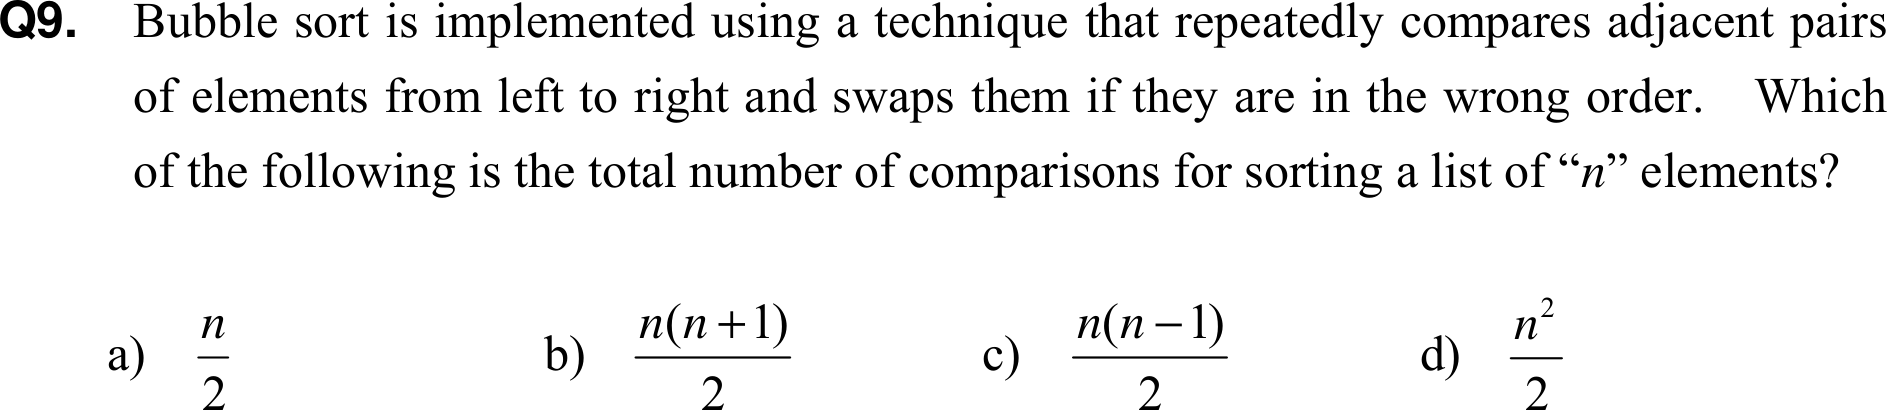 Q9. Bubble sort is implemented using a technique that repeatedly compares adjacent pairs
of elements from left to right and swaps them if they are in the wrong order. Which
of the following is the total number of comparisons for sorting a list of “n” elements?
a) n/2 b) n(n+1)/2 c) n(n−1)/2 d) n²/2